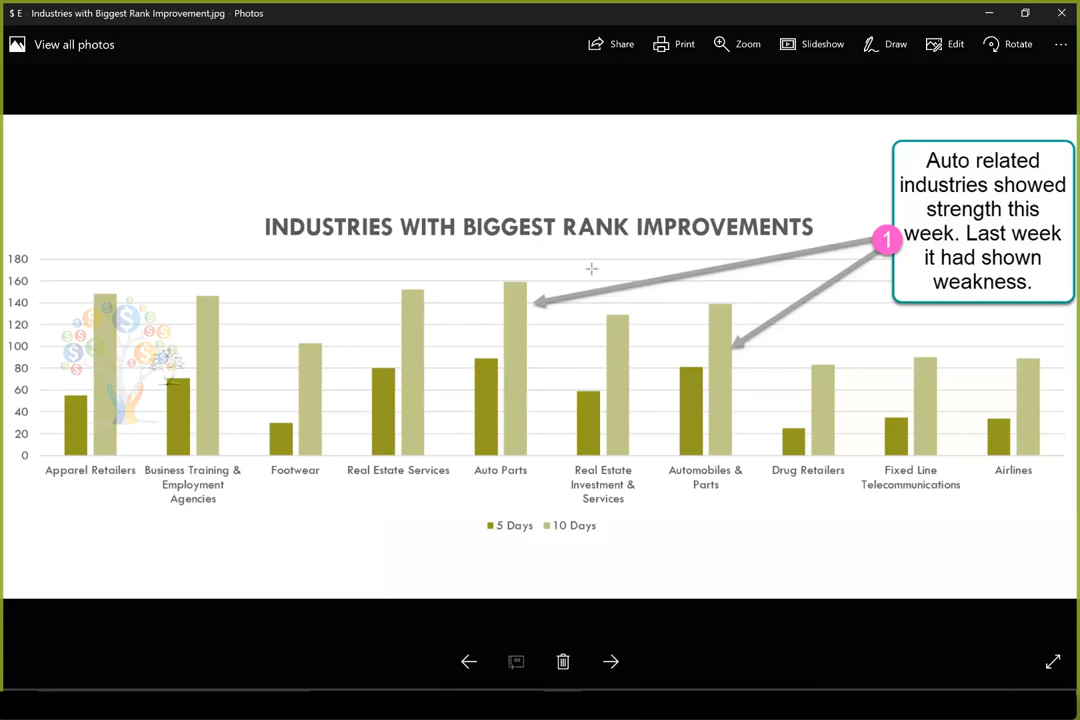 $ E - Industries with Biggest Rank Improvement.jpg - Photos
View all photos
Share
Print
Zoom
Slideshow
Draw
Edit
Rotate
Auto related
industries showed
strength this
week. Last week
it had shown
weakness.
1
INDUSTRIES WITH BIGGEST RANK IMPROVEMENTS
180
160
140
120
100
80
60
40
20
0
Apparel Retailers
Business Training &
Employment
Agencies
Footwear
Real Estate Services
Auto Parts
Real Estate
Investment &
Services
Automobiles &
Parts
Drug Retailers
Fixed Line
Telecommunications
Airlines
5 Days
10 Days